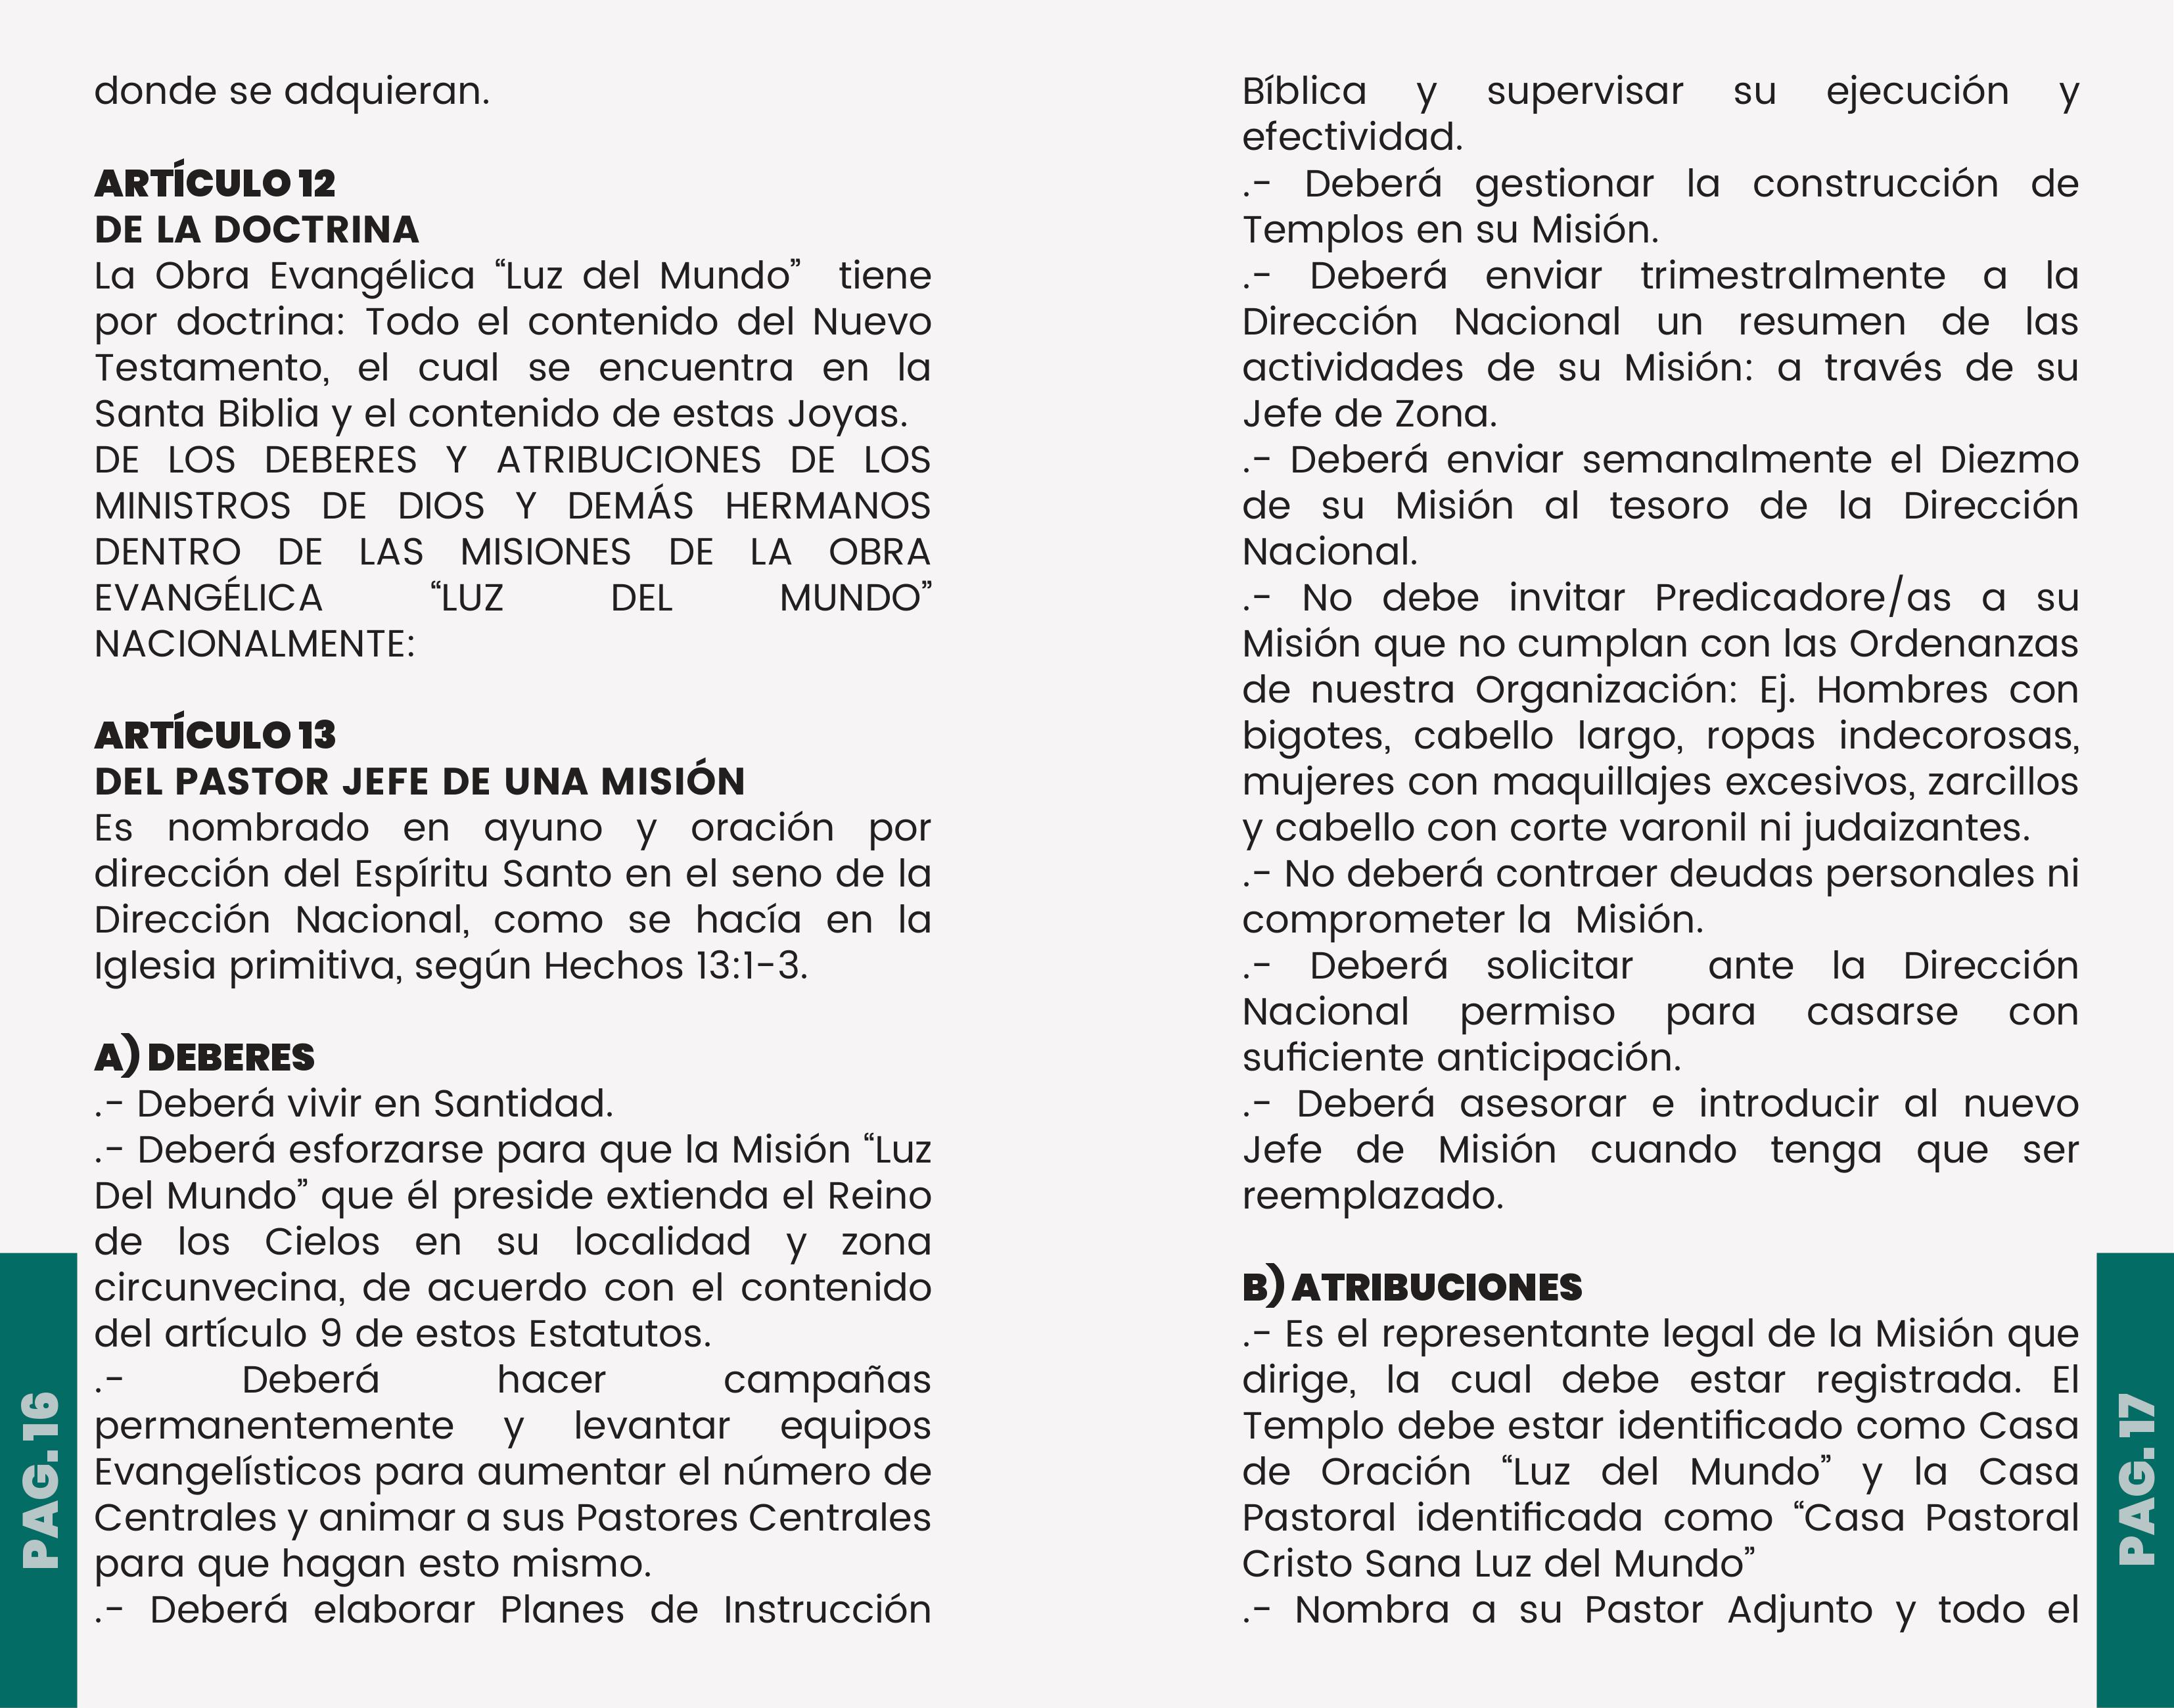 donde se adquieran.
ARTÍCULO 12
DE LA DOCTRINA
La Obra Evangélica “Luz del Mundo” tiene
por doctrina: Todo el contenido del Nuevo
Testamento, el cual se encuentra en la
Santa Biblia y el contenido de estas Joyas.
DE LOS DEBERES Y ATRIBUCIONES DE LOS
MINISTROS DE DIOS Y DEMÁS HERMANOS
DENTRO DE LAS MISIONES DE LA OBRA
EVANGÉLICA “LUZ DEL MUNDO”
NACIONALMENTE:
ARTÍCULO 13
DEL PASTOR JEFE DE UNA MISIÓN
Es nombrado en ayuno y oración por
dirección del Espíritu Santo en el seno de la
Dirección Nacional, como se hacía en la
Iglesia primitiva, según Hechos 13:1-3.
A) DEBERES
.- Deberá vivir en Santidad.
.- Deberá esforzarse para que la Misión “Luz
Del Mundo” que él preside extienda el Reino
de los Cielos en su localidad y zona
circunvecina, de acuerdo con el contenido
del artículo 9 de estos Estatutos.
.- Deberá hacer campañas
permanentemente y levantar equipos
Evangelísticos para aumentar el número de
Centrales y animar a sus Pastores Centrales
para que hagan esto mismo.
.- Deberá elaborar Planes de Instrucción
PAG. 16
Bíblica y supervisar su ejecución y
efectividad.
.- Deberá gestionar la construcción de
Templos en su Misión.
.- Deberá enviar trimestralmente a la
Dirección Nacional un resumen de las
actividades de su Misión: a través de su
Jefe de Zona.
.- Deberá enviar semanalmente el Diezmo
de su Misión al tesoro de la Dirección
Nacional.
.- No debe invitar Predicadore/as a su
Misión que no cumplan con las Ordenanzas
de nuestra Organización: Ej. Hombres con
bigotes, cabello largo, ropas indecorosas,
mujeres con maquillajes excesivos, zarcillos
y cabello con corte varonil ni judaizantes.
.- No deberá contraer deudas personales ni
comprometer la Misión.
.- Deberá solicitar ante la Dirección
Nacional permiso para casarse con
suficiente anticipación.
.- Deberá asesorar e introducir al nuevo
Jefe de Misión cuando tenga que ser
reemplazado.
B) ATRIBUCIONES
.- Es el representante legal de la Misión que
dirige, la cual debe estar registrada. El
Templo debe estar identificado como Casa
de Oración “Luz del Mundo” y la Casa
Pastoral identificada como “Casa Pastoral
Cristo Sana Luz del Mundo”
.- Nombra a su Pastor Adjunto y todo el
PAG. 17